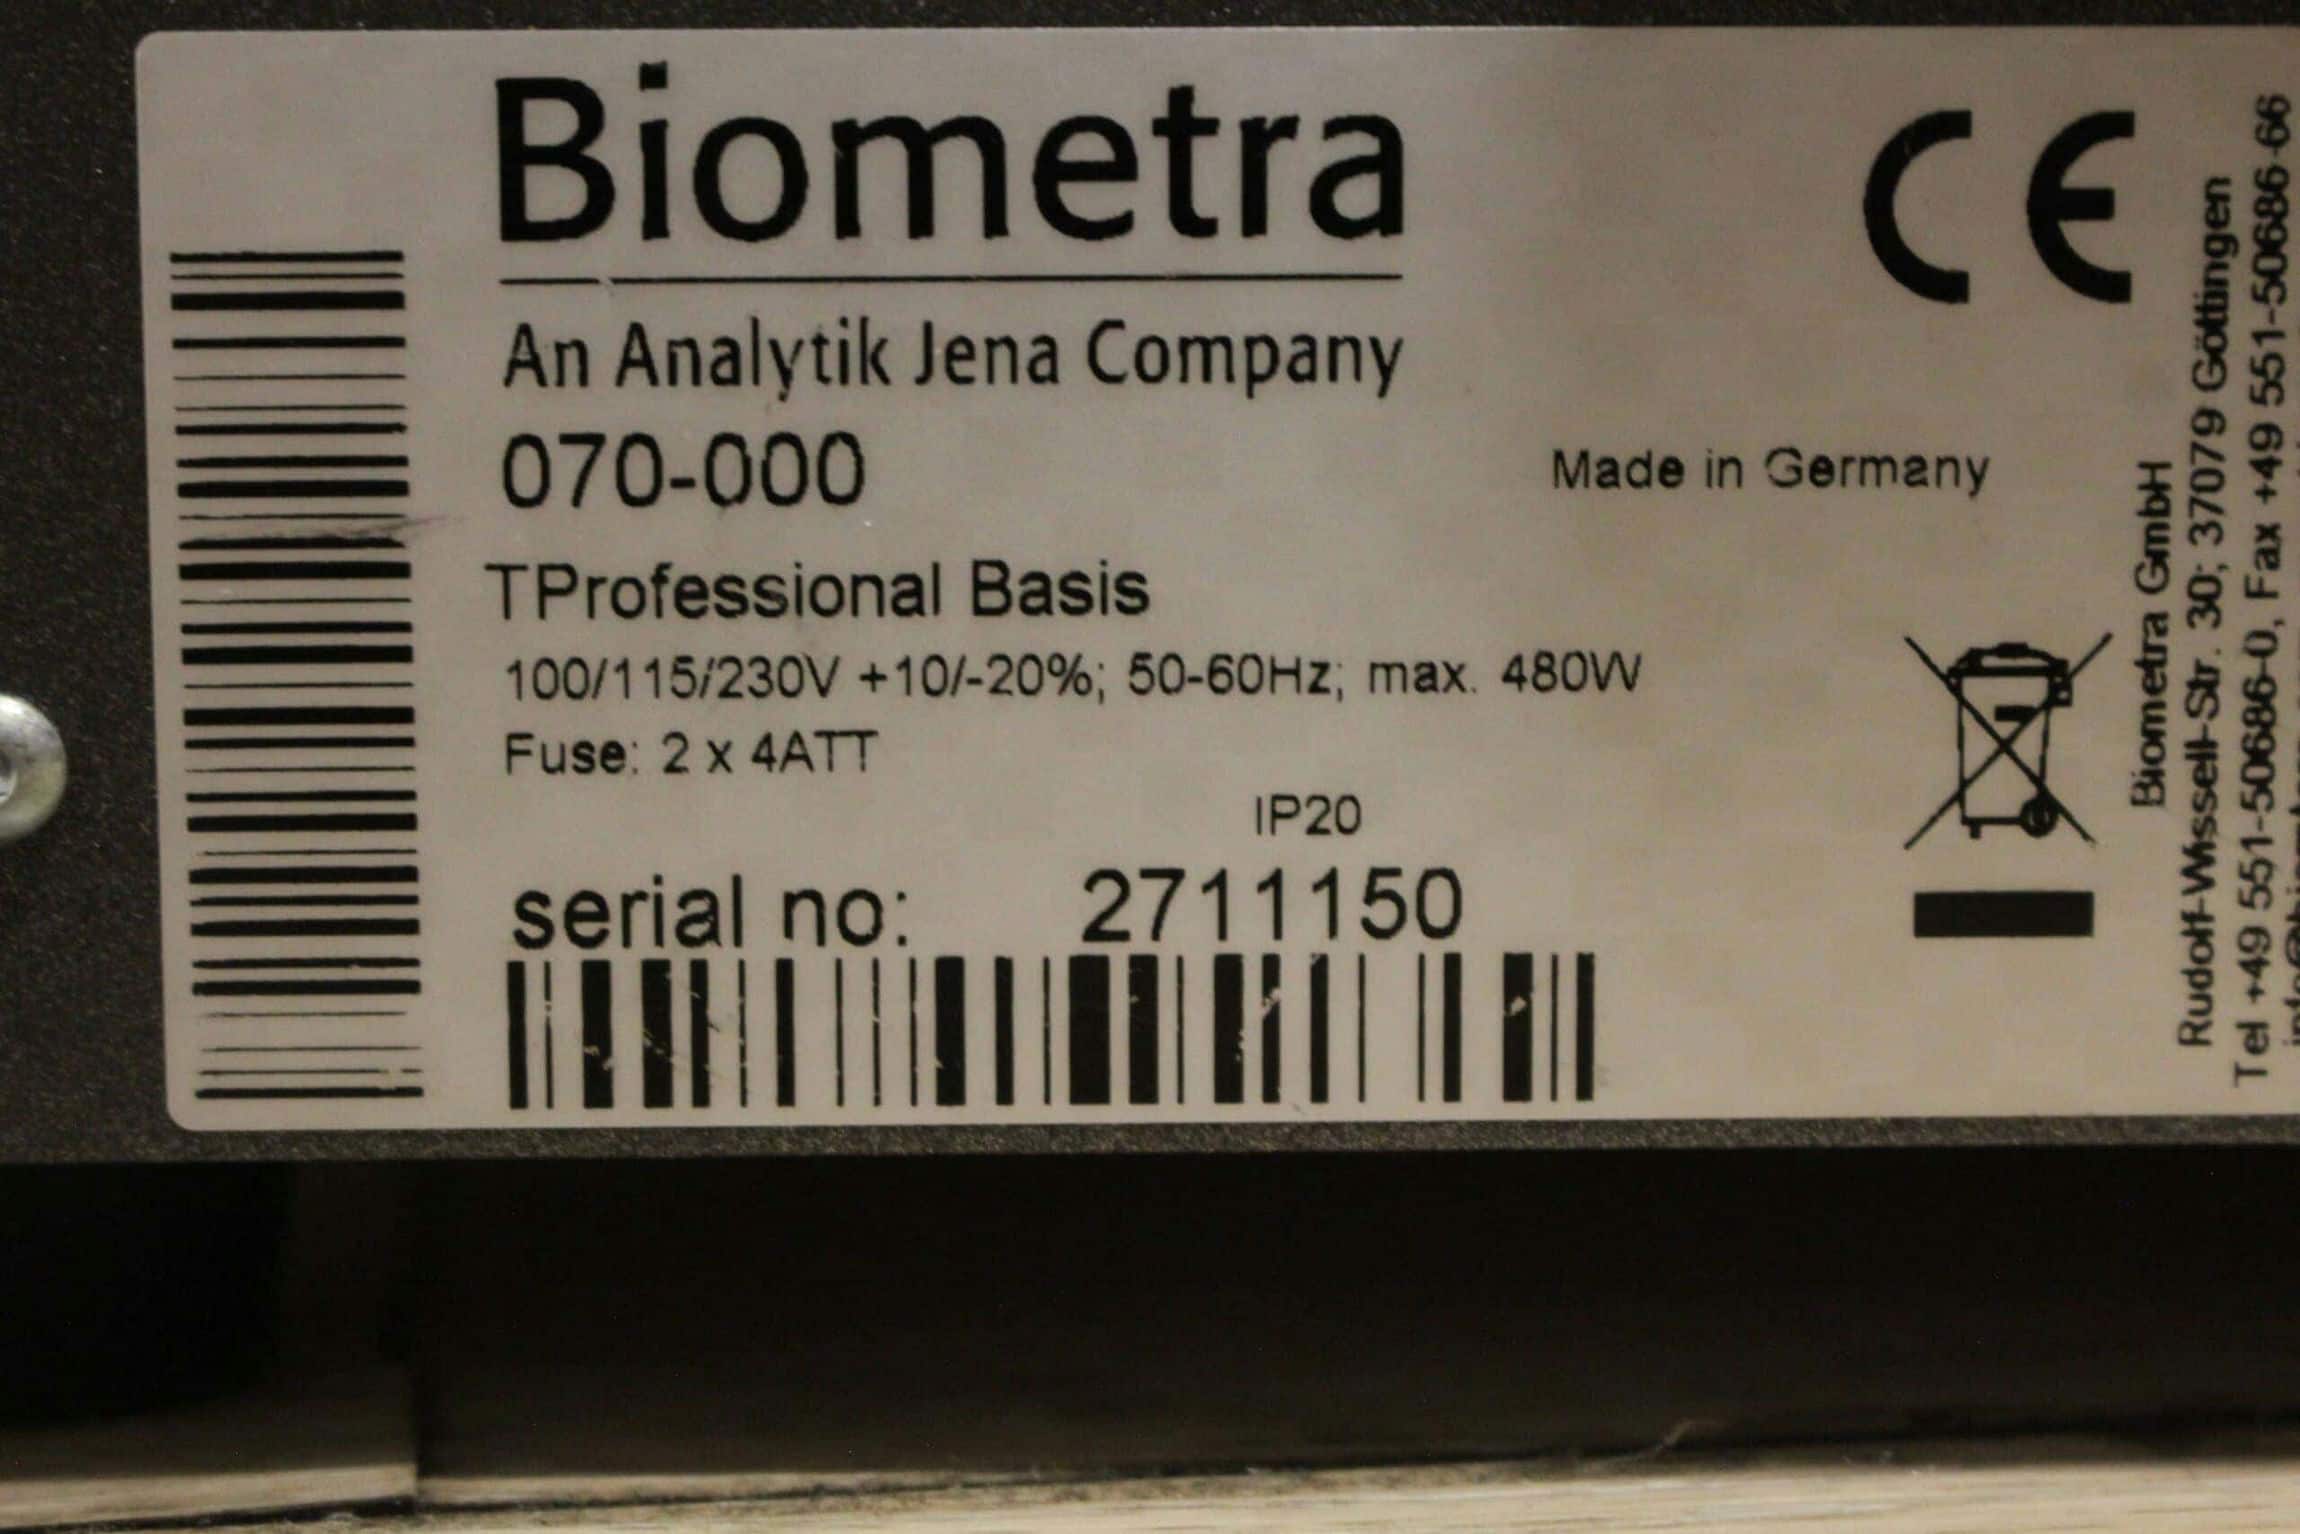 Biometra
An Analytik Jena Company
070-000
Made in Germany
TProfessional Basis
100/115/230V +10/-20%; 50-60Hz; max. 480W
Fuse: 2 x 4ATT
IP20
serial no: 2711150
CE
Biometra GmbH
Rudolf-Wissell-Str. 30; 37079 Göttingen
Tel +49 551-50686-0, Fax +49 551-50686-66